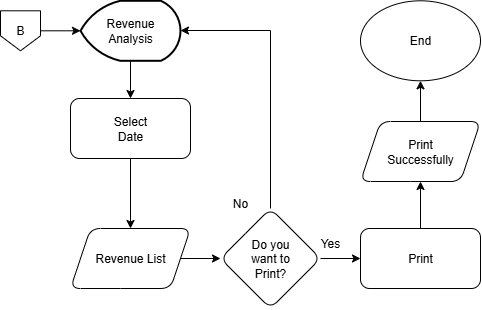 B
Revenue
Analysis
End
Select
Date
Print
Successfully
No
Revenue List
Do you
want to
Print?
Yes
Print